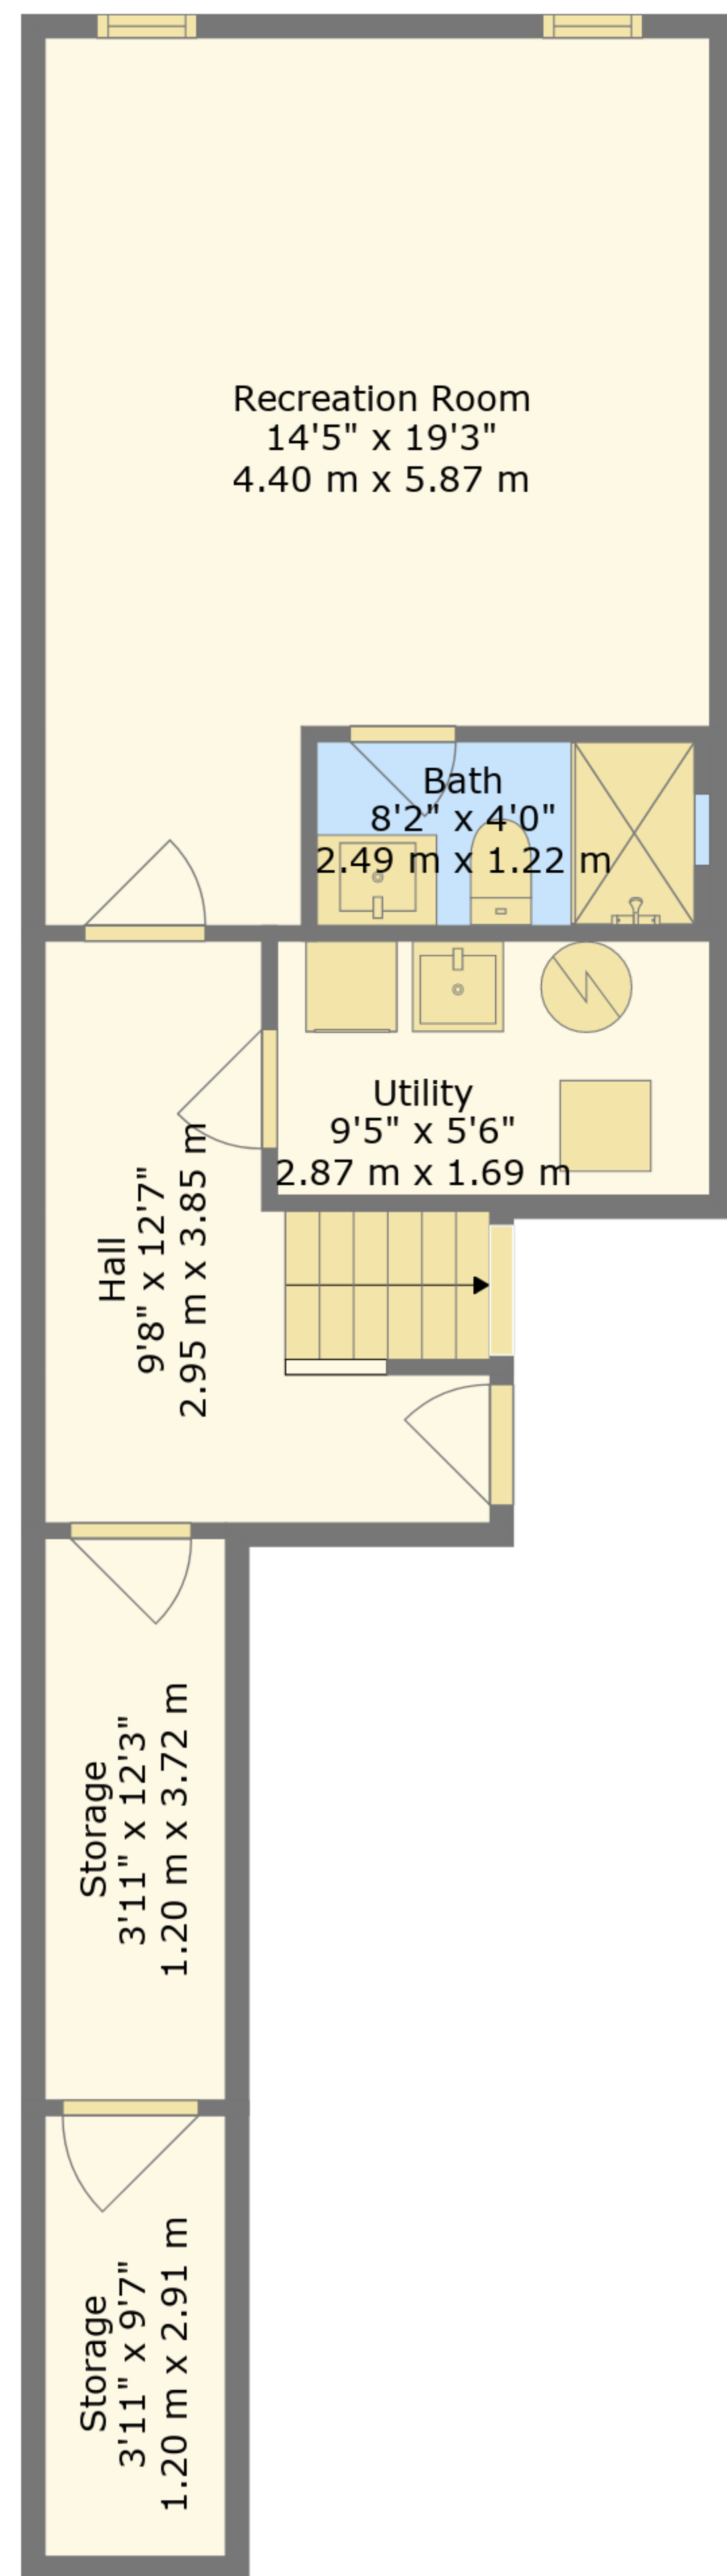 Recreation Room
14'5" x 19'3"
4.40 m x 5.87 m
Bath
8'2" x 4'0"
2.49 m x 1.22 m
Utility
9'5" x 5'6"
2.87 m x 1.69 m
Hall
9'8" x 12'7"
2.95 m x 3.85 m
Storage
3'11" x 12'3"
1.20 m x 3.72 m
Storage
3'11" x 9'7"
1.20 m x 2.91 m